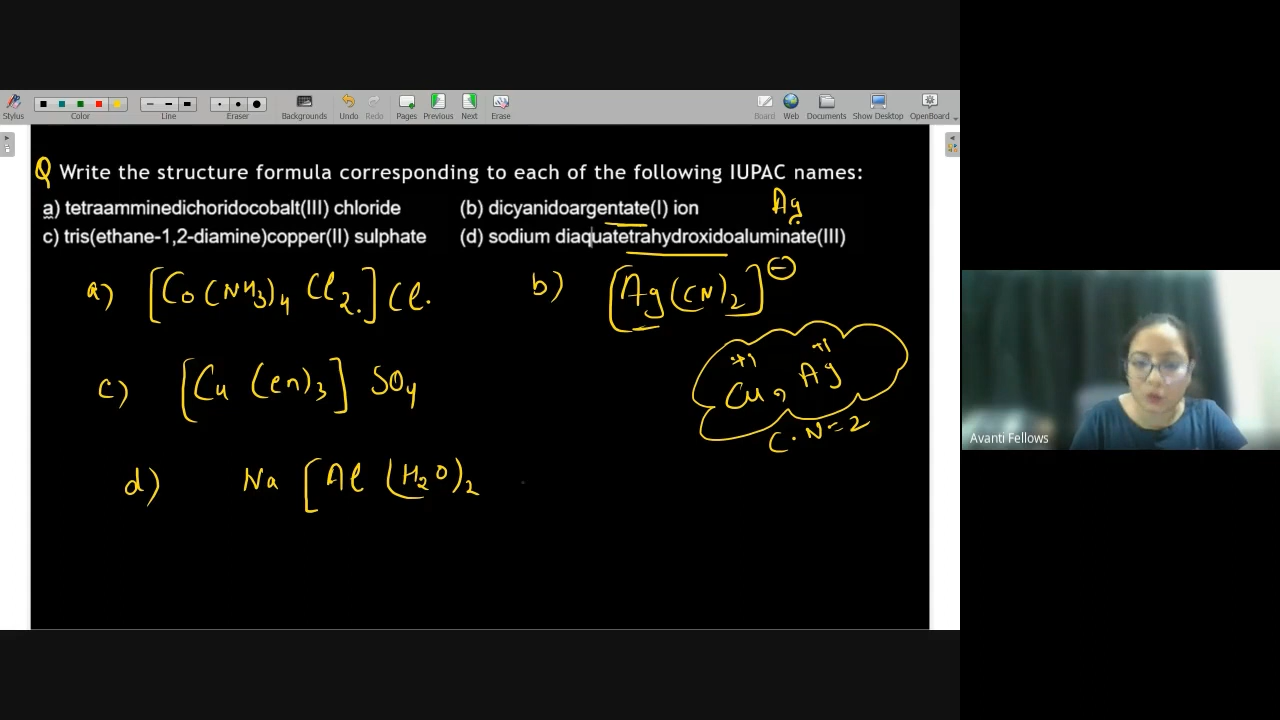 Stylus Color Line Eraser Backgrounds Undo Redo Pages Previous Next Erase Board Web Documents Show Desktop OpenBoard
Q Write the structure formula corresponding to each of the following IUPAC names:
Ag
a) tetraamminedichoridocobalt(III) chloride (b) dicyanidoargentate(I) ion
c) tris(ethane-1,2-diamine)copper(II) sulphate (d) sodium diaquatetrahydroxidoaluminate(III)
a) [Co(NH3)4 Cl2.]Cl. b) [Ag(CN)2]⊖
+1 +1
Cu, Ag
c) [Cu (en)3] SO4
C.N=2
Avanti Fellows
d) Na [Al (H2O)2